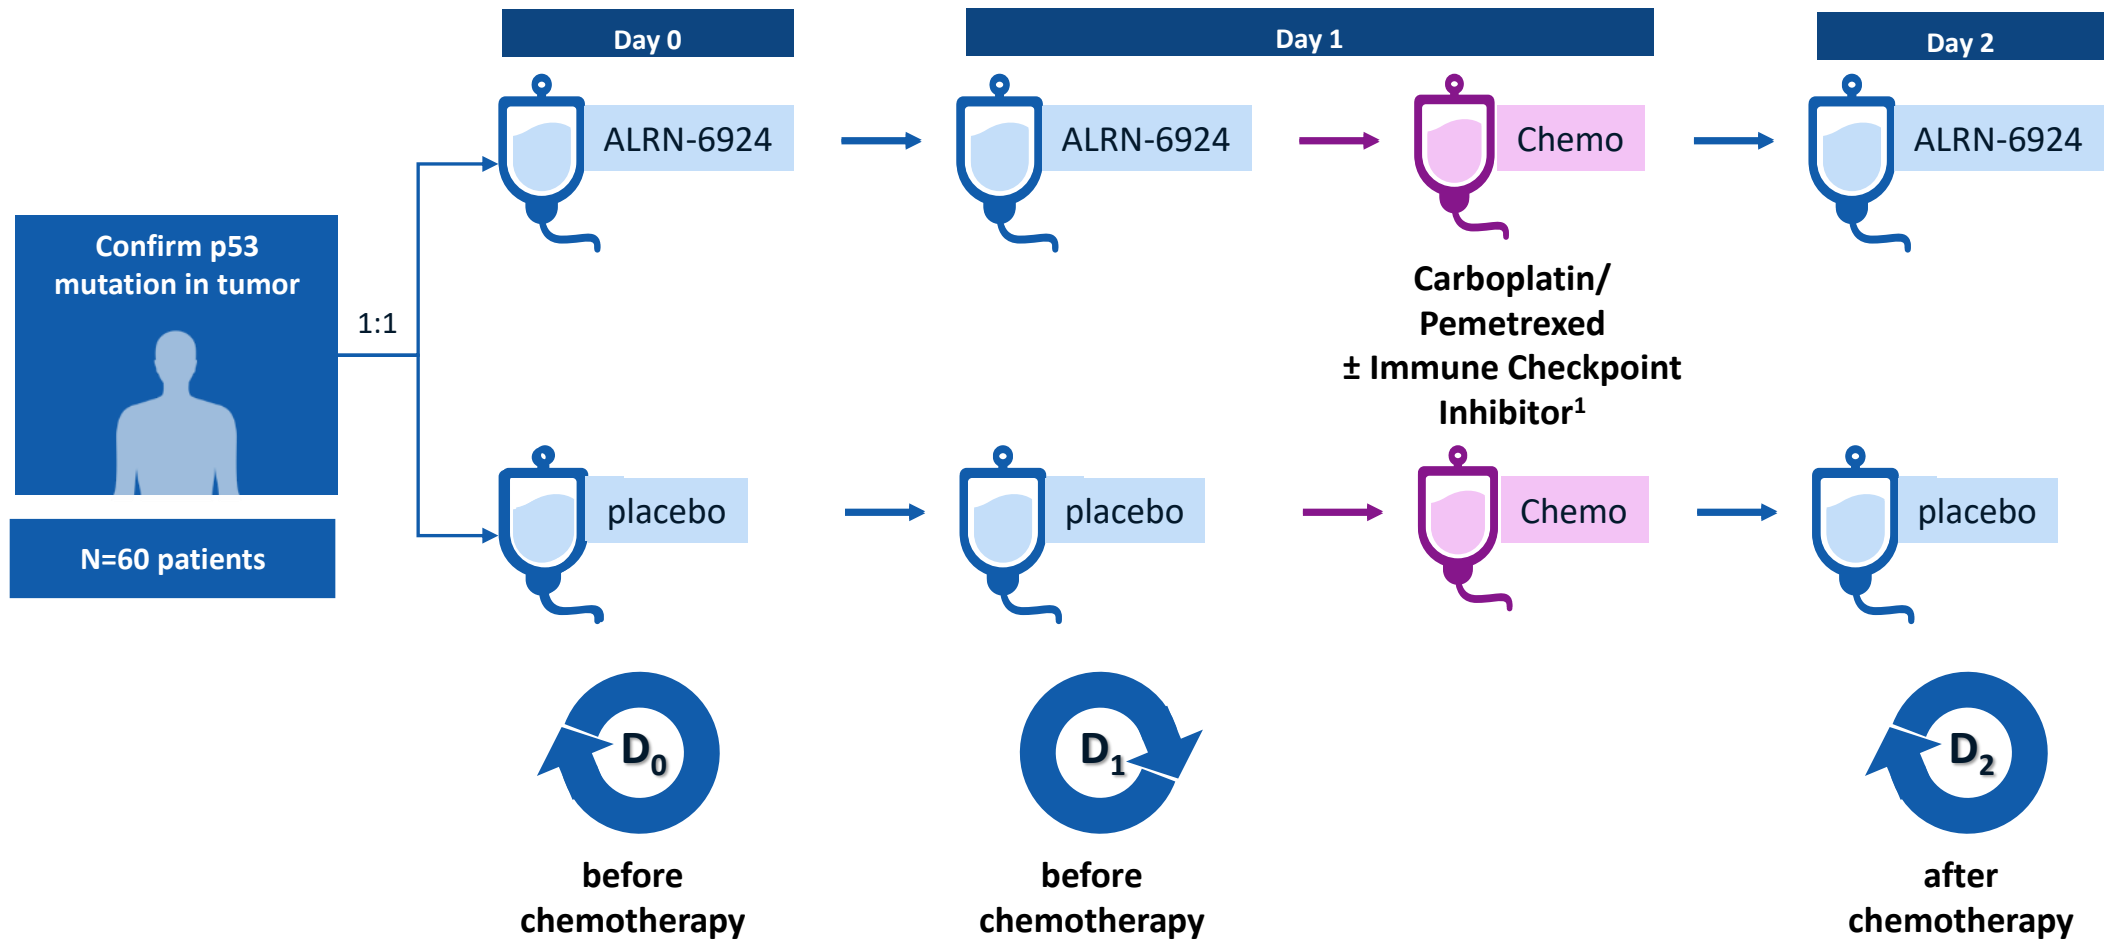 Day 0
Day 1
Day 2
ALRN-6924
ALRN-6924
Chemo
ALRN-6924
Confirm p53
mutation in tumor
1:1
Carboplatin/
Pemetrexed
± Immune Checkpoint
Inhibitor¹
N=60 patients
placebo
placebo
Chemo
placebo
D₀
D₁
D₂
before
chemotherapy
before
chemotherapy
after
chemotherapy